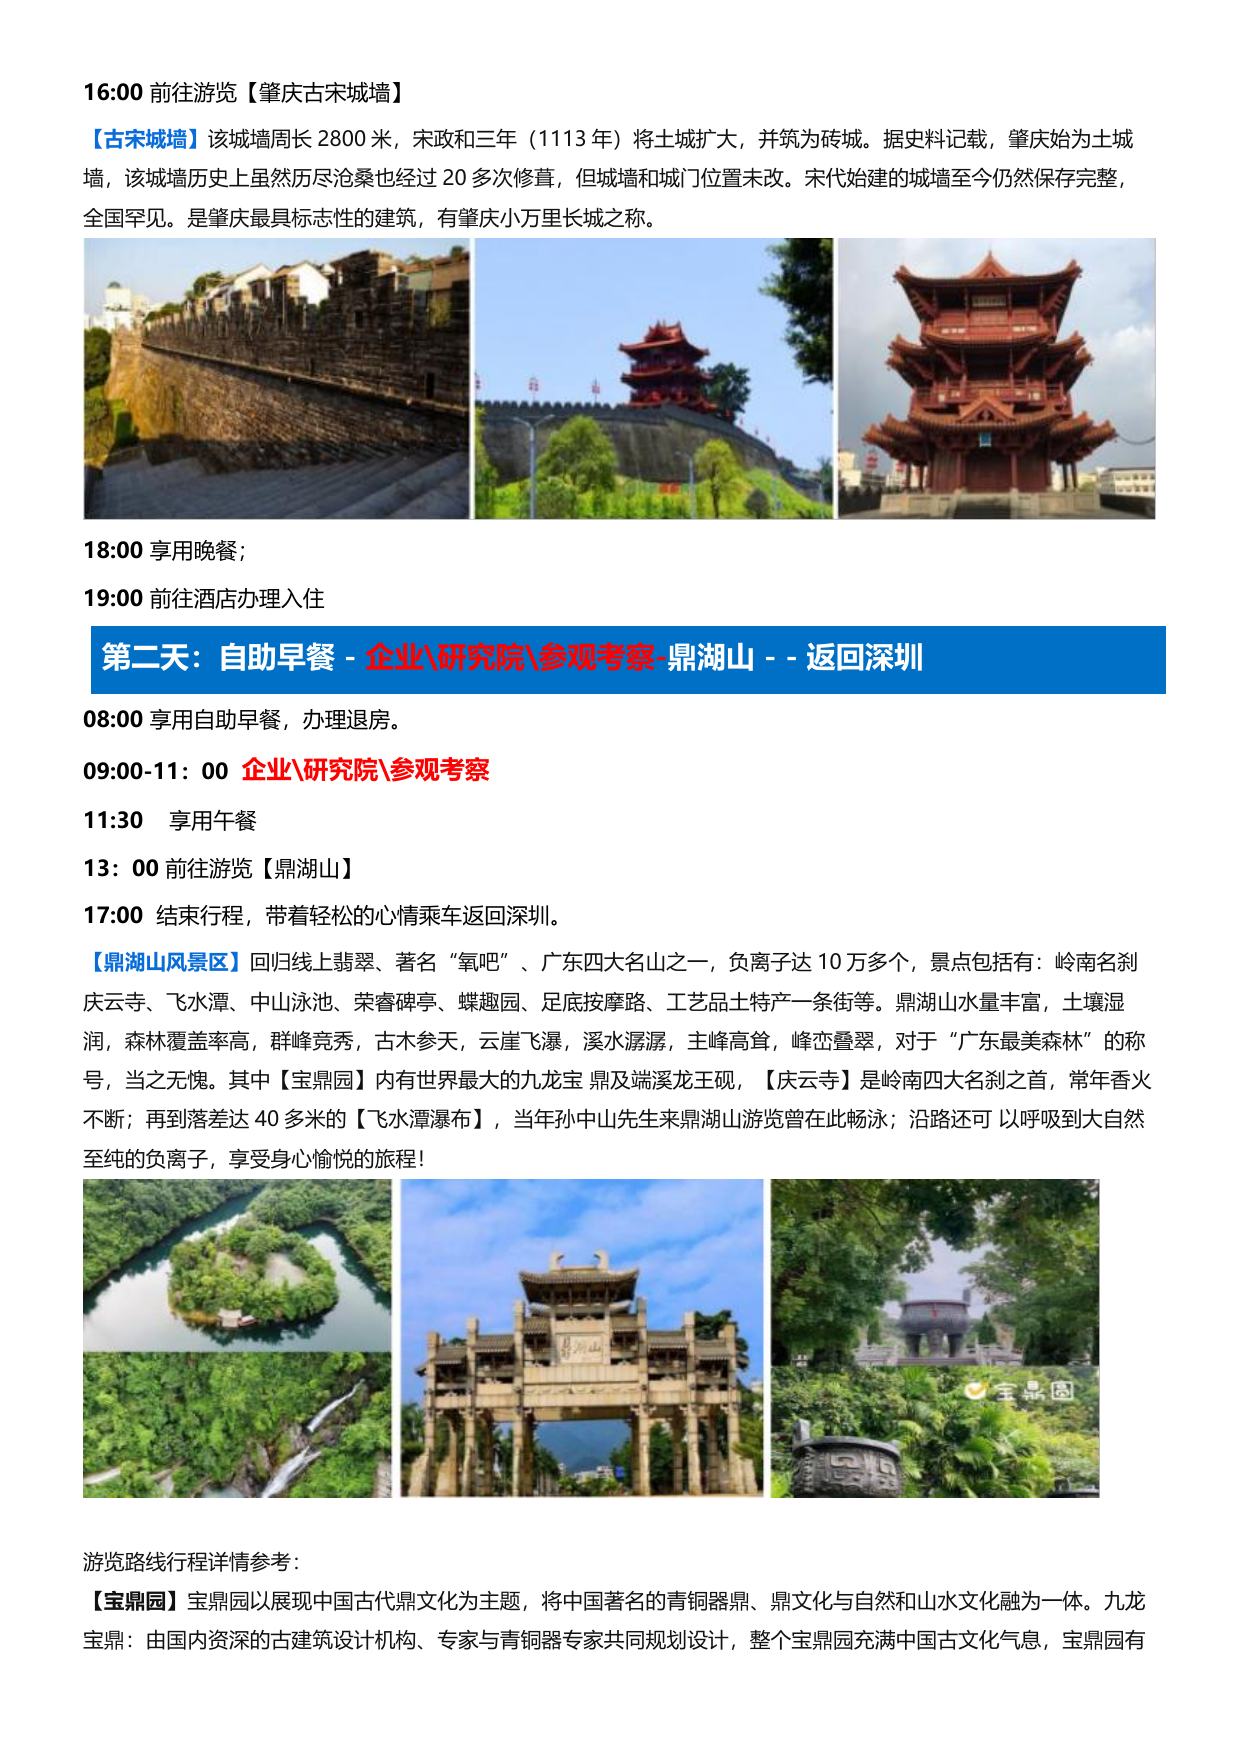 16:00 前往游览【肇庆古宋城墙】
【古宋城墙】该城墙周长 2800 米，宋政和三年（1113 年）将土城扩大，并筑为砖城。据史料记载，肇庆始为土城
墙，该城墙历史上虽然历尽沧桑也经过 20 多次修葺，但城墙和城门位置未改。宋代始建的城墙至今仍然保存完整，
全国罕见。是肇庆最具标志性的建筑，有肇庆小万里长城之称。
18:00 享用晚餐；
19:00 前往酒店办理入住
第二天：自助早餐 - 企业\研究院\参观考察-鼎湖山 - - 返回深圳
08:00 享用自助早餐，办理退房。
09:00-11：00 企业\研究院\参观考察
11:30 享用午餐
13：00 前往游览【鼎湖山】
17:00 结束行程，带着轻松的心情乘车返回深圳。
【鼎湖山风景区】回归线上翡翠、著名“氧吧”、广东四大名山之一，负离子达 10 万多个，景点包括有：岭南名刹
庆云寺、飞水潭、中山泳池、荣睿碑亭、蝶趣园、足底按摩路、工艺品土特产一条街等。鼎湖山水量丰富，土壤湿
润，森林覆盖率高，群峰竞秀，古木参天，云崖飞瀑，溪水潺潺，主峰高耸，峰峦叠翠，对于“广东最美森林”的称
号，当之无愧。其中【宝鼎园】内有世界最大的九龙宝 鼎及端溪龙王砚，【庆云寺】是岭南四大名刹之首，常年香火
不断；再到落差达 40 多米的【飞水潭瀑布】，当年孙中山先生来鼎湖山游览曾在此畅泳；沿路还可 以呼吸到大自然
至纯的负离子，享受身心愉悦的旅程！
鼎湖山
宝鼎園
游览路线行程详情参考：
【宝鼎园】宝鼎园以展现中国古代鼎文化为主题，将中国著名的青铜器鼎、鼎文化与自然和山水文化融为一体。九龙
宝鼎：由国内资深的古建筑设计机构、专家与青铜器专家共同规划设计，整个宝鼎园充满中国古文化气息，宝鼎园有